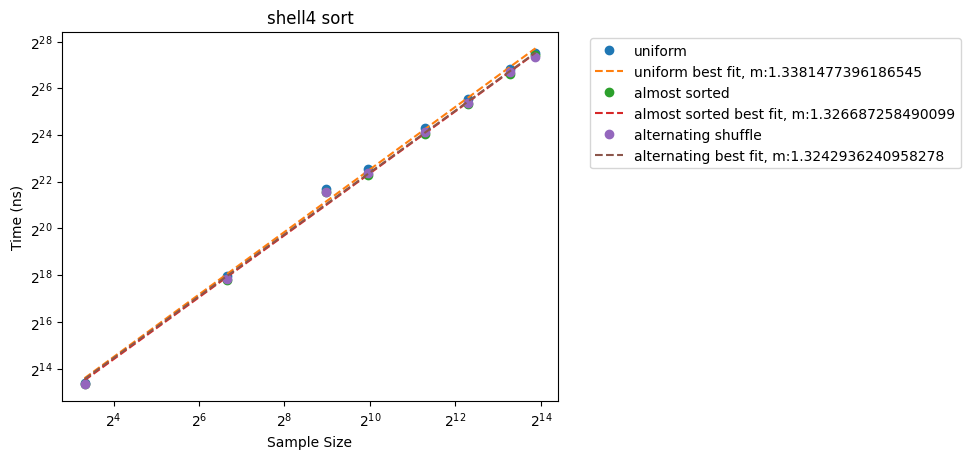 shell4 sort
2^28
2^26
2^24
2^22
2^20
2^18
2^16
2^14
Time (ns)
2^4
2^6
2^8
2^10
2^12
2^14
Sample Size
uniform
uniform best fit, m:1.3381477396186545
almost sorted
almost sorted best fit, m:1.326687258490099
alternating shuffle
alternating best fit, m:1.3242936240958278